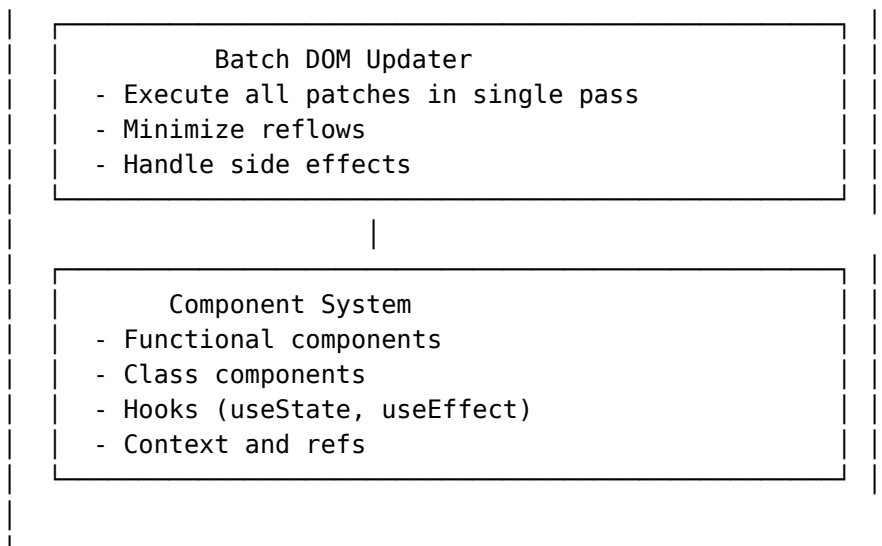 Batch DOM Updater
- Execute all patches in single pass
- Minimize reflows
- Handle side effects
Component System
- Functional components
- Class components
- Hooks (useState, useEffect)
- Context and refs